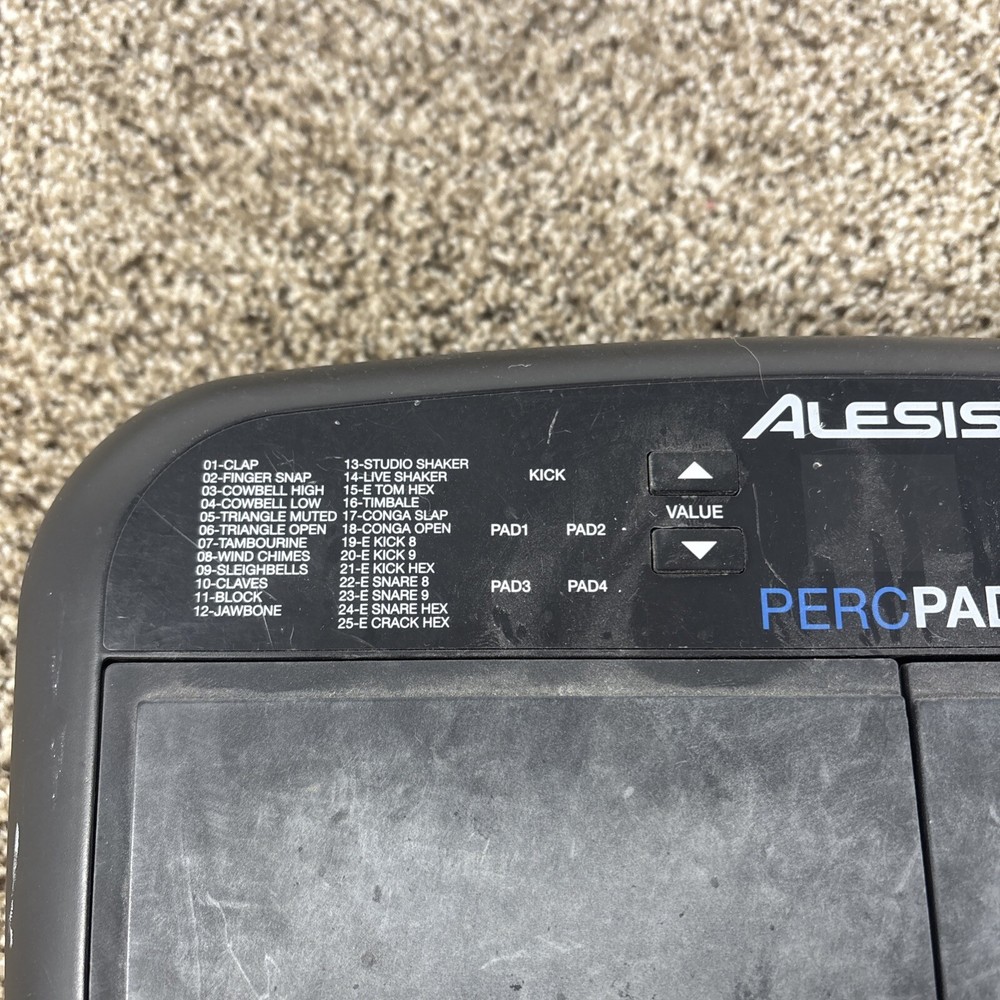 01-CLAP
02-FINGER SNAP
03-COWBELL HIGH
04-COWBELL LOW
05-TRIANGLE MUTED
06-TRIANGLE OPEN
07-TAMBOURINE
08-WIND CHIMES
09-SLEIGHBELLS
10-CLAVES
11-BLOCK
12-JAWBONE
13-STUDIO SHAKER
14-LIVE SHAKER
15-E TOM HEX
16-TIMBALE
17-CONGA SLAP
18-CONGA OPEN
19-E KICK 8
20-E KICK 9
21-E KICK HEX
22-E SNARE 8
23-E SNARE 9
24-E SNARE HEX
25-E CRACK HEX
KICK
PAD1 PAD2
PAD3 PAD4
VALUE
ALESIS
PERCPAD